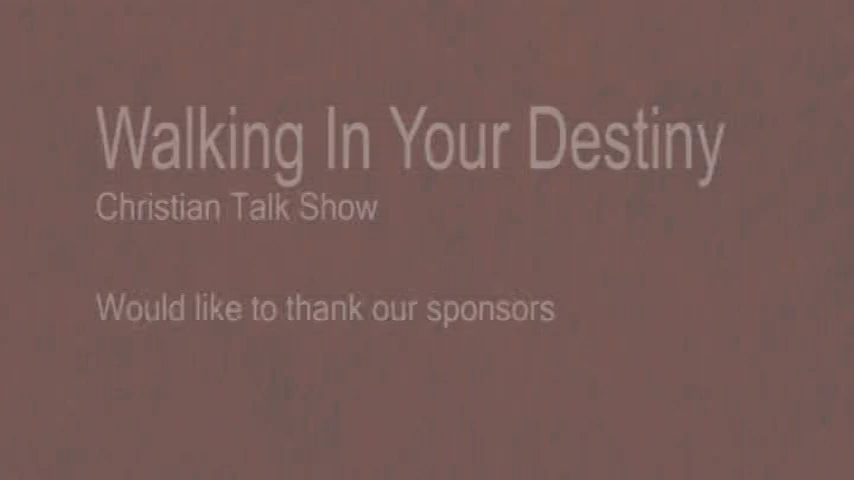 Walking In Your Destiny
Christian Talk Show
Would like to thank our sponsors